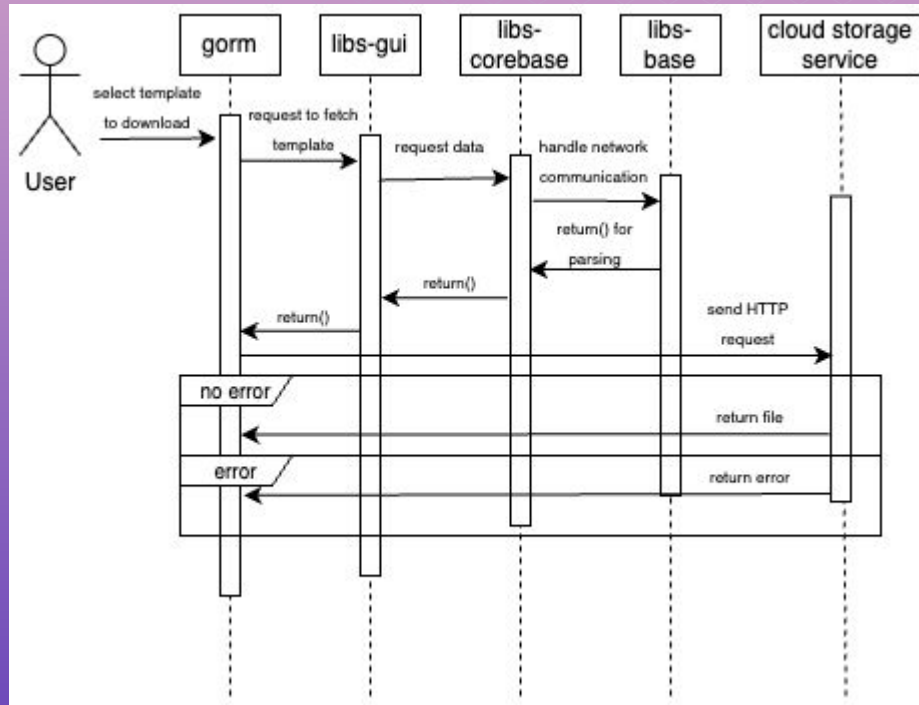 gorm
libs-gui
libs-
corebase
libs-
base
cloud storage
service
User
select template
to download
request to fetch
template
request data
handle network
communication
return() for
parsing
return()
return()
send HTTP
request
no error
return file
error
return error